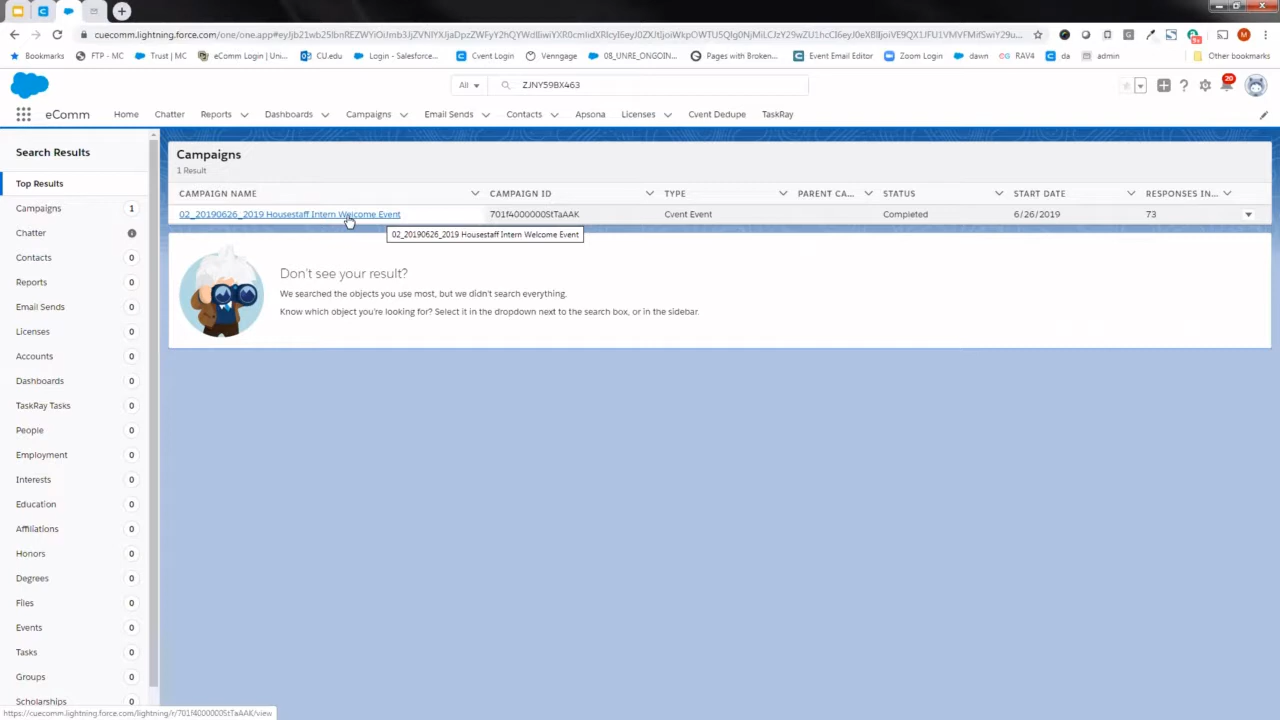 cuecomm.lightning.force.com
Bookmarks FTP - MC Trust | MC eComm Login | Uni... CU.edu Login - Salesforce... Cvent Login Venngage 08_UNRE_ONGOIN... Pages with Broken... Event Email Editor Zoom Login dawn RAV4 da admin Other bookmarks
All ZJNY59BX463 20
eComm Home Chatter Reports Dashboards Campaigns Email Sends Contacts Apsona Licenses Cvent Dedupe TaskRay
Search Results
Top Results
Campaigns 1
Chatter
Contacts 0
Reports 0
Email Sends 0
Licenses 0
Accounts 0
Dashboards 0
TaskRay Tasks 0
People 0
Employment 0
Interests 0
Education 0
Affiliations 0
Honors 0
Degrees 0
Files 0
Events 0
Tasks 0
Groups 0
Scholarships 0
Campaigns
1 Result
CAMPAIGN NAME CAMPAIGN ID TYPE PARENT CA... STATUS START DATE RESPONSES IN...
02_20190626_2019 Housestaff Intern Welcome Event 701f4000000StTaAAK Cvent Event Completed 6/26/2019 73
02_20190626_2019 Housestaff Intern Welcome Event
Don't see your result?
We searched the objects you use most, but we didn't search everything.
Know which object you're looking for? Select it in the dropdown next to the search box, or in the sidebar.
https://cuecomm.lightning.force.com/lightning/r/701f4000000StTaAAK/view